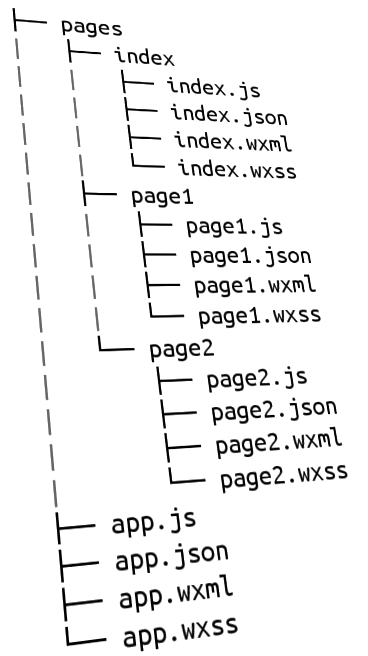 pages
index
index.js
index.json
index.wxml
index.wxss
page1
page1.js
page1.json
page1.wxml
page1.wxss
page2
page2.js
page2.json
page2.wxml
page2.wxss
app.js
app.json
app.wxml
app.wxss